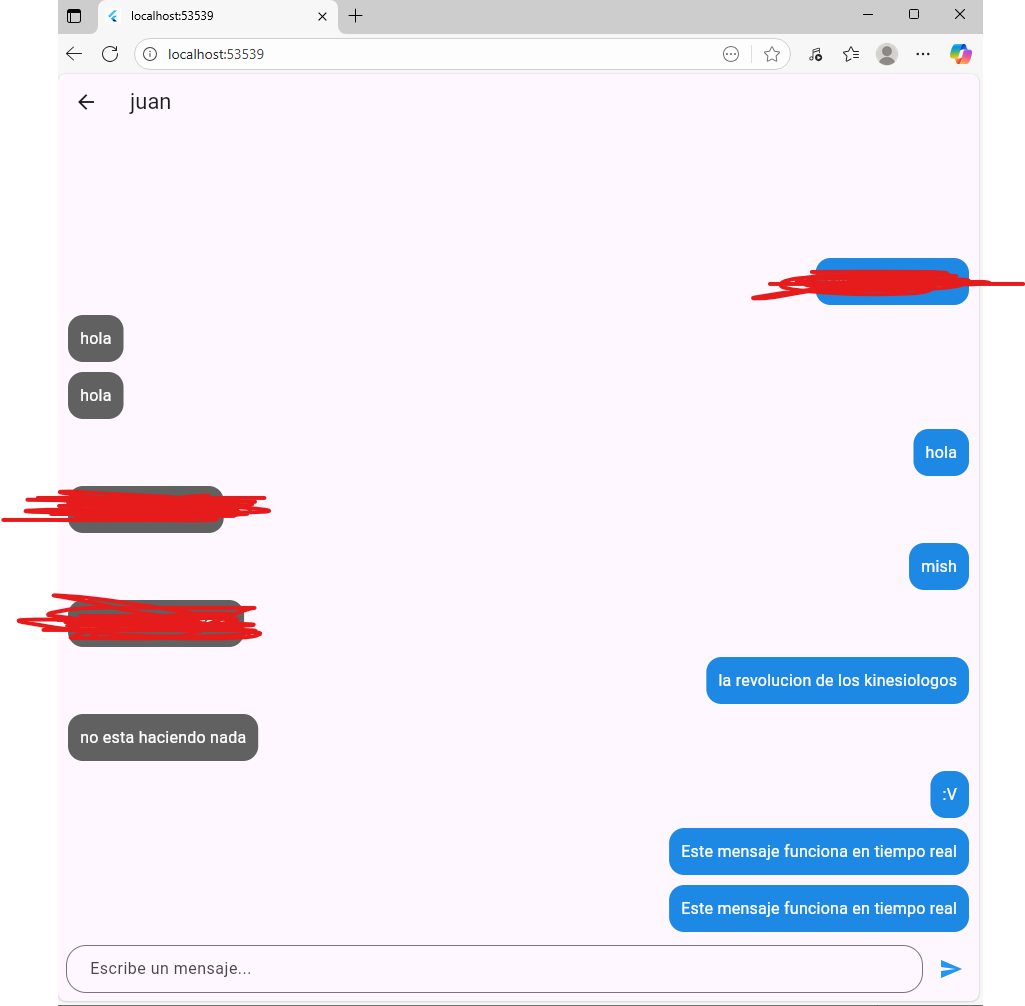 localhost:53539
localhost:53539
juan
hola
hola
hola
mish
la revolucion de los kinesiologos
no esta haciendo nada
:V
Este mensaje funciona en tiempo real
Este mensaje funciona en tiempo real
Escribe un mensaje...